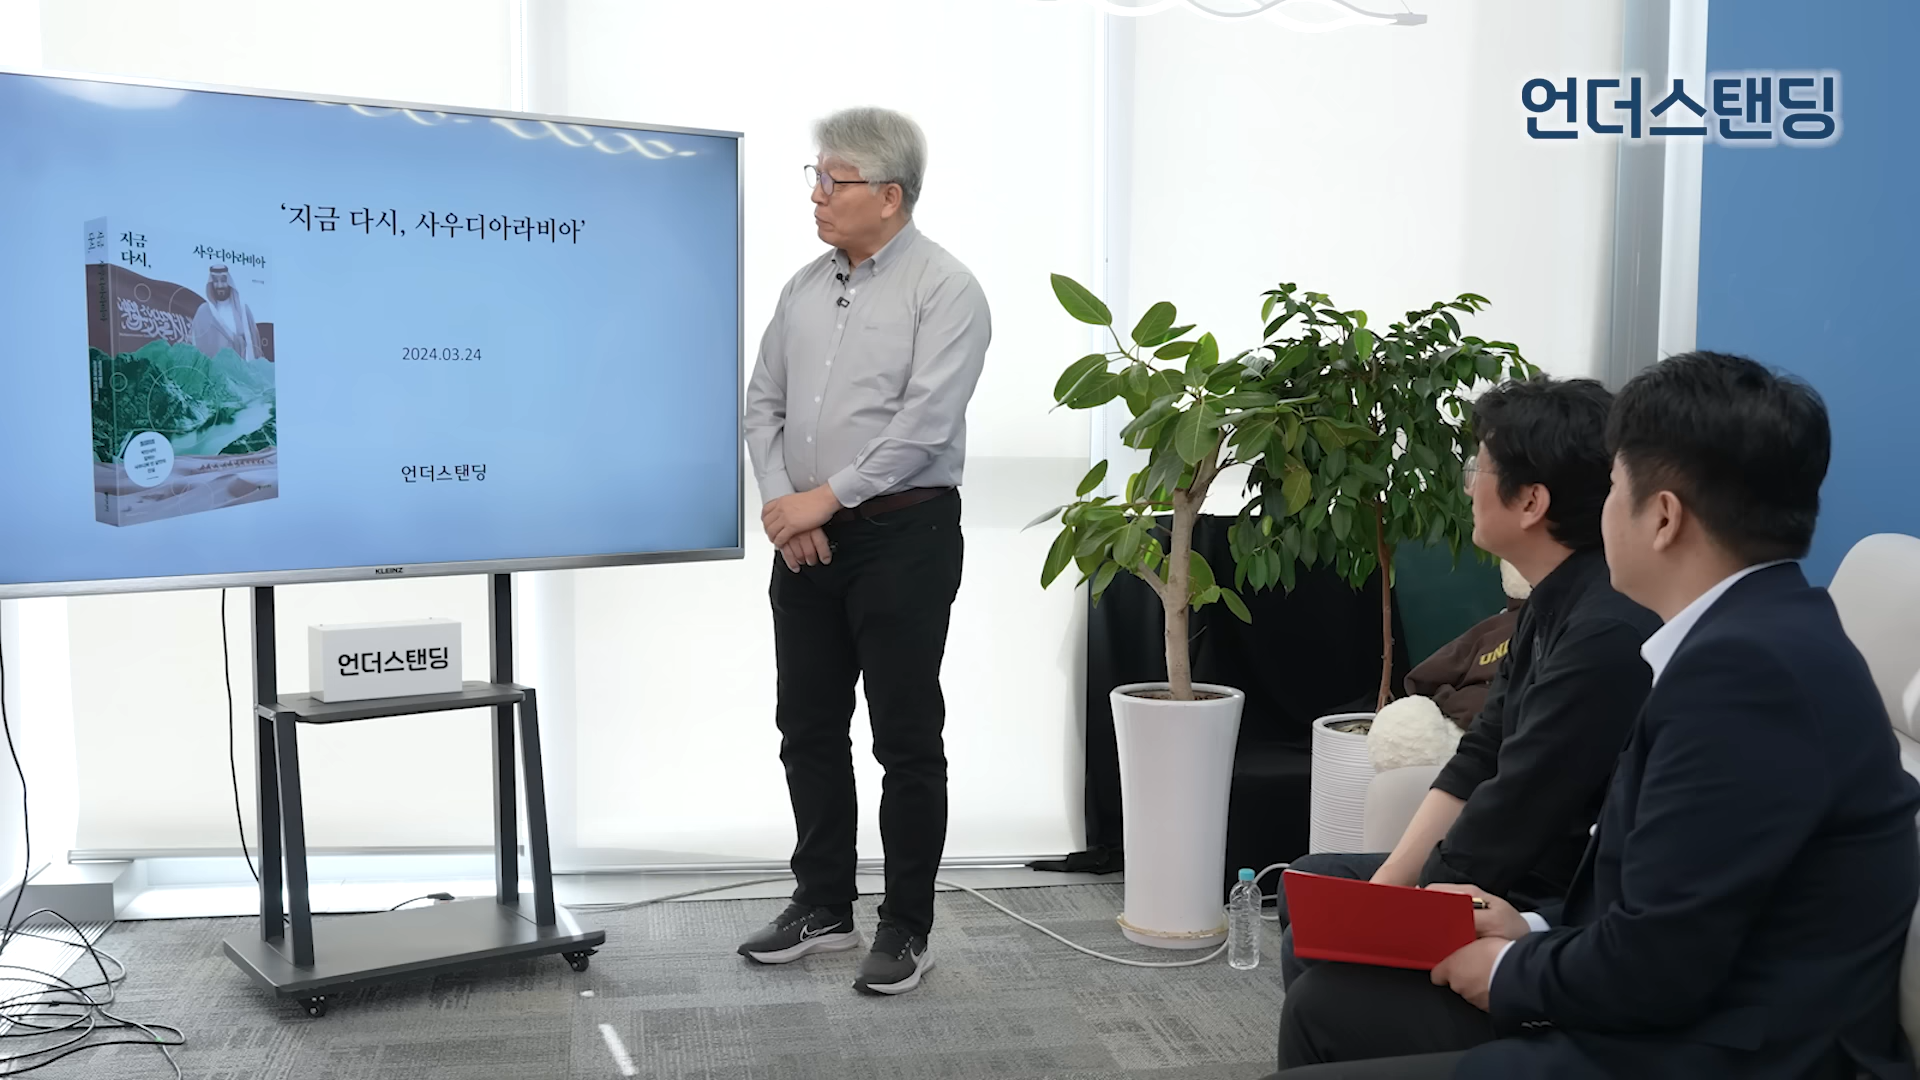 언더스탠딩
‘지금 다시, 사우디아라비아’
지금
다시,
사우디아라비아
2024.03.24
언더스탠딩
KLEINZ
언더스탠딩